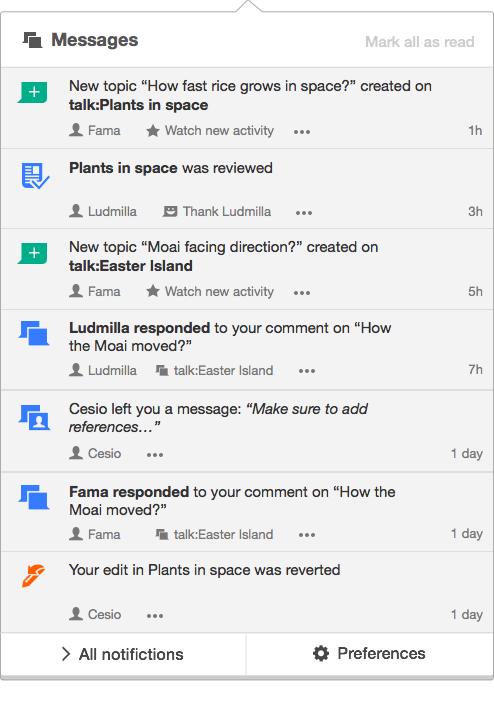 Messages
Mark all as read
New topic “How fast rice grows in space?” created on
talk:Plants in space
Fama Watch new activity ••• 1h
Plants in space was reviewed
Ludmilla Thank Ludmilla ••• 3h
New topic “Moai facing direction?” created on
talk:Easter Island
Fama Watch new activity ••• 5h
Ludmilla responded to your comment on “How
the Moai moved?”
Ludmilla talk:Easter Island ••• 7h
Cesio left you a message: “Make sure to add
references…”
Cesio ••• 1 day
Fama responded to your comment on “How the
Moai moved?”
Fama talk:Easter Island ••• 1 day
Your edit in Plants in space was reverted
Cesio ••• 1 day
All notifictions
Preferences